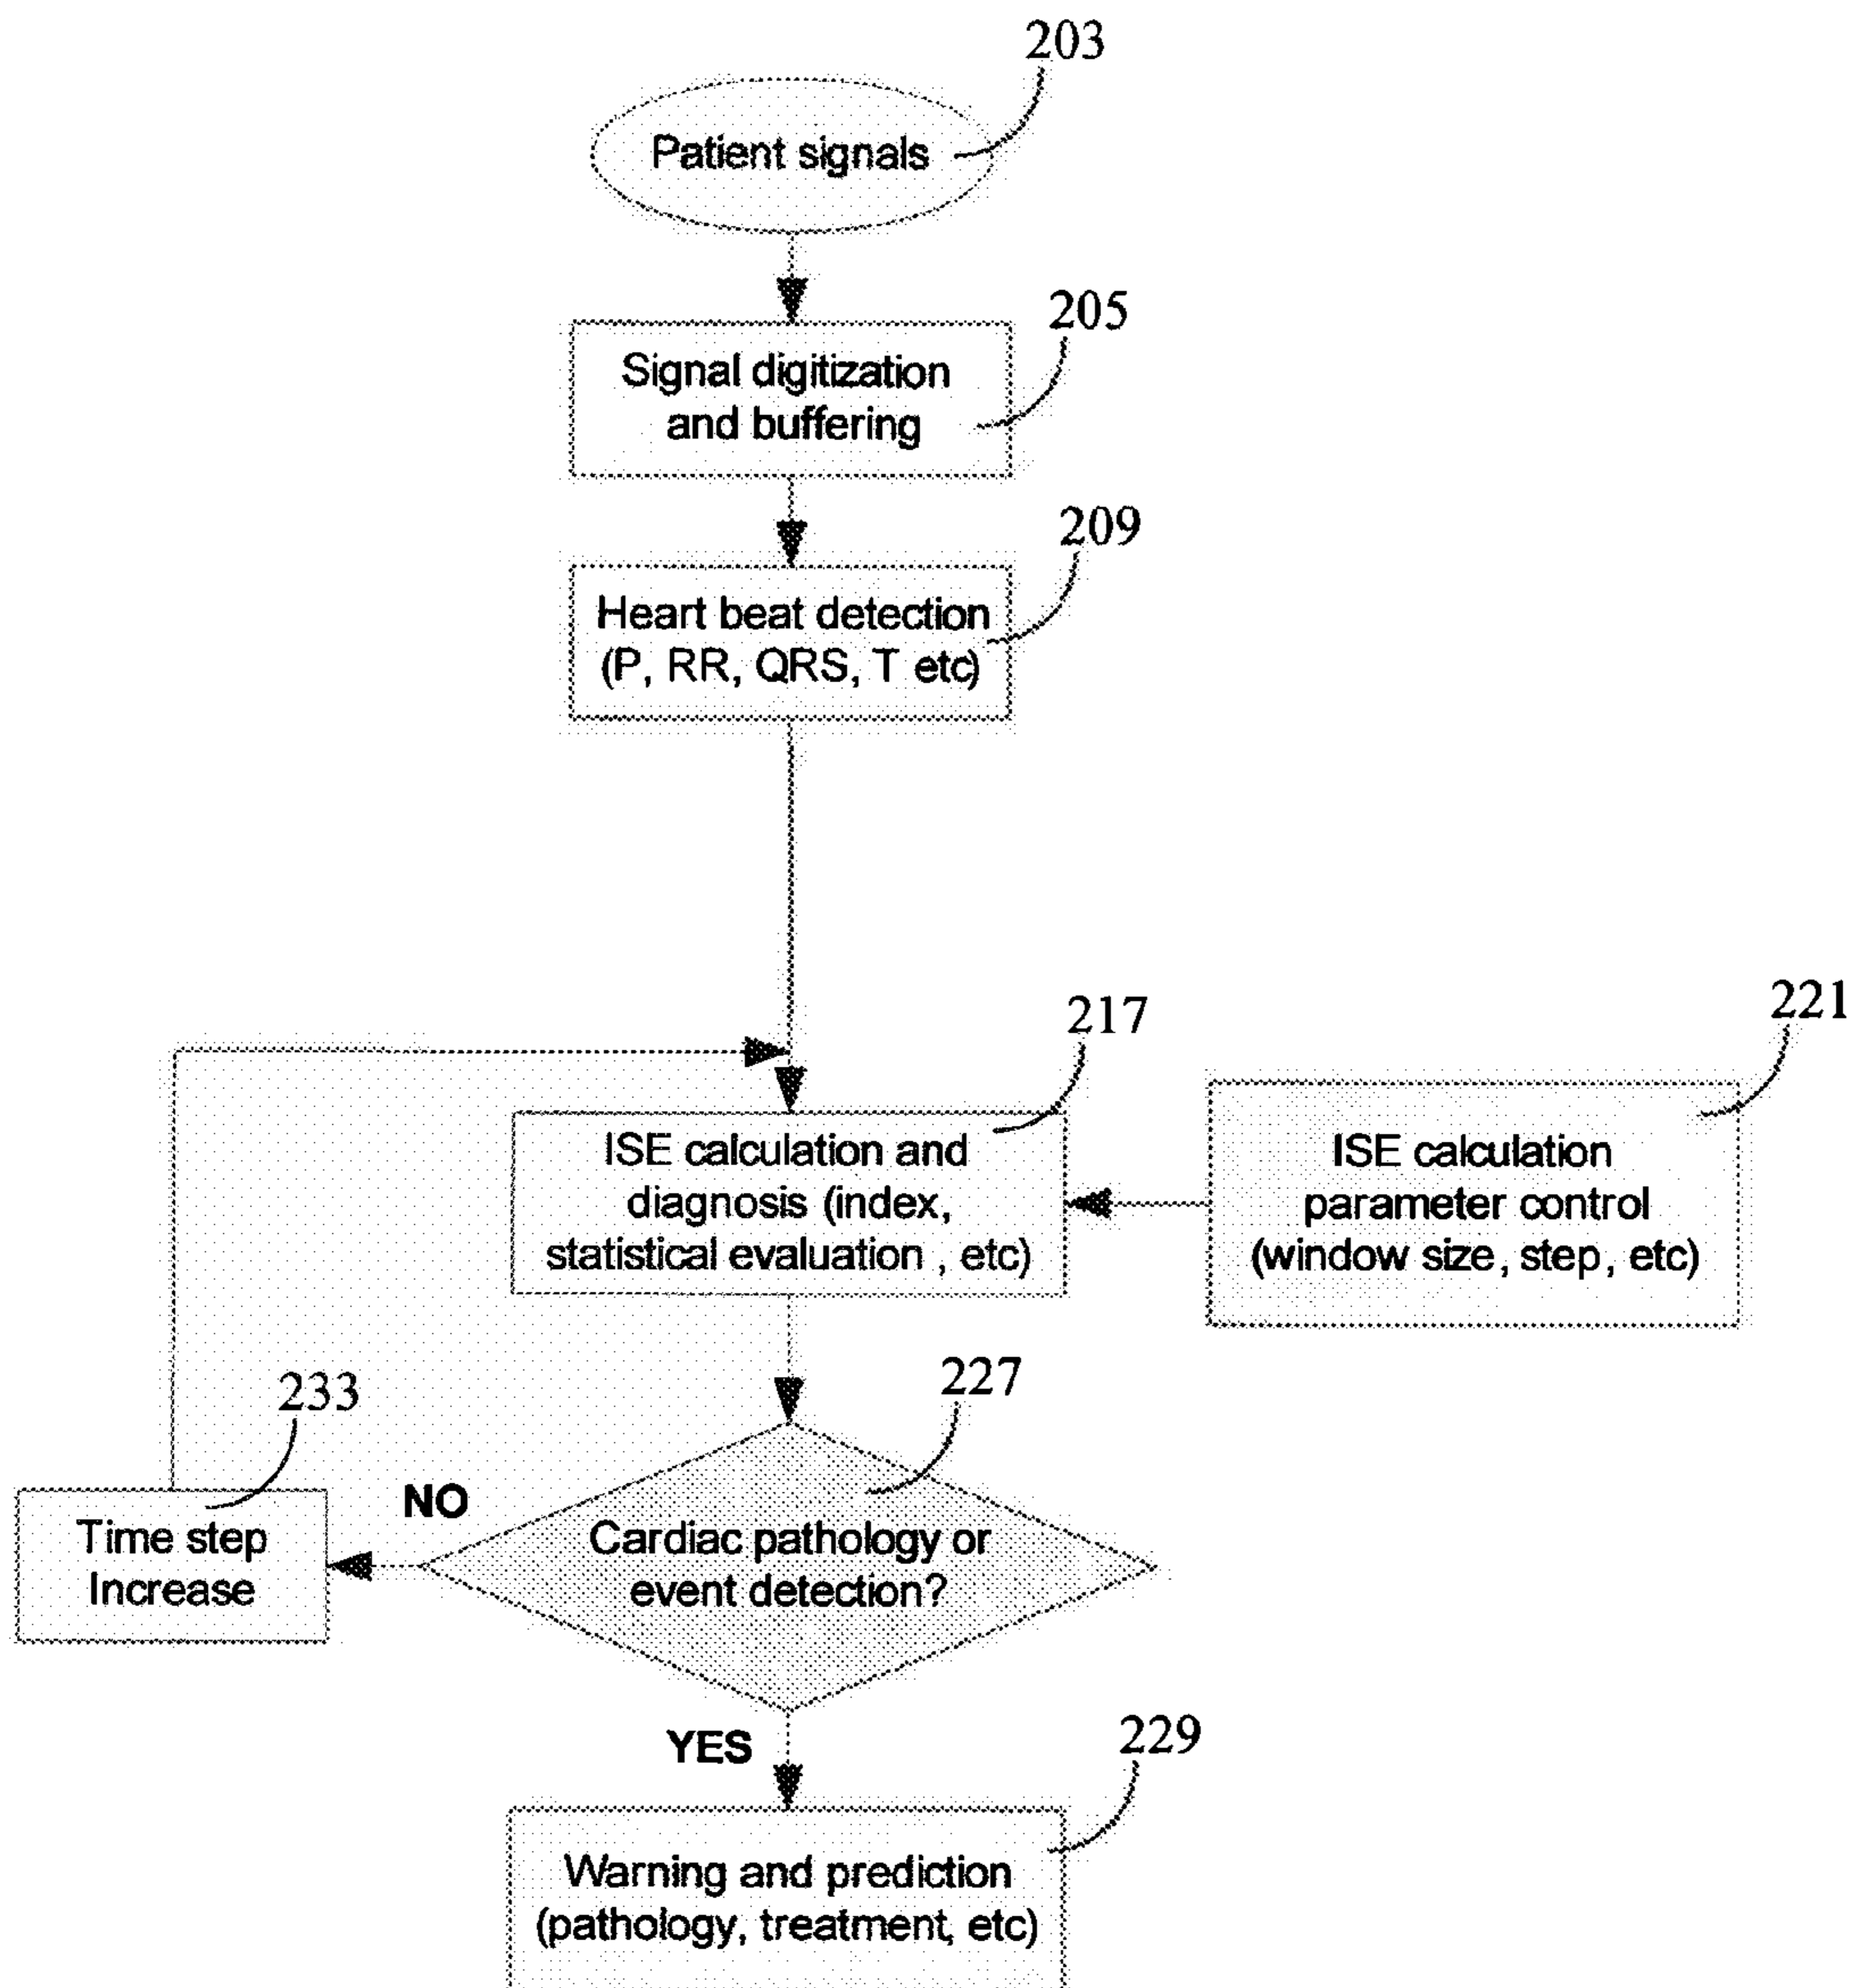 203
Patient signals
205
Signal digitization
and buffering
209
Heart beat detection
(P, RR, QRS, T etc)
217
221
ISE calculation and
diagnosis (index,
statistical evaluation , etc)
ISE calculation
parameter control
(window size, step, etc)
233
227
NO
Time step
Increase
Cardiac pathology or
event detection?
YES
229
Warning and prediction
(pathology, treatment, etc)